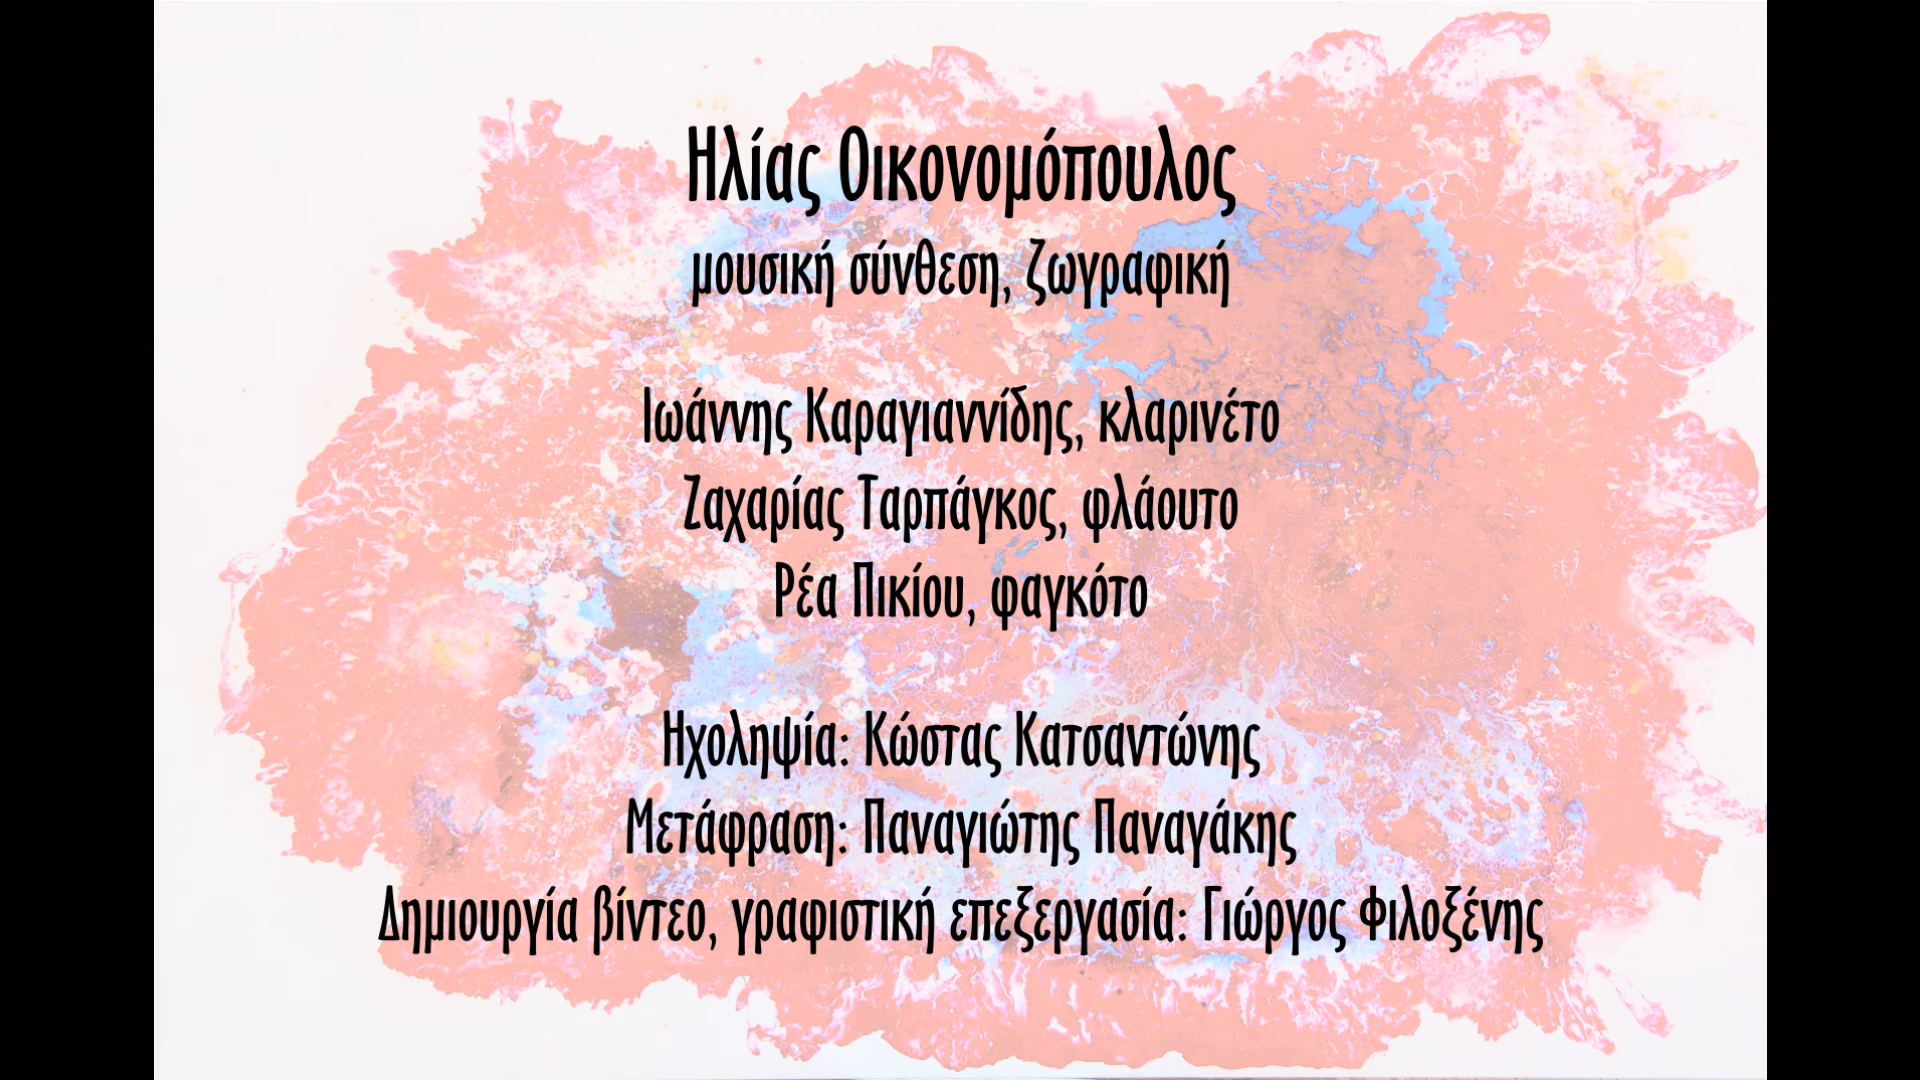 Ηλίας Οικονομόπουλος
μουσική σύνθεση, ζωγραφική
Ιωάννης Καραγιαννίδης, κλαρινέτο
Ζαχαρίας Ταρπάγκος, φλάουτο
Ρέα Πικίου, φαγκότο
Ηχοληψία: Κώστας Κατσαντώνης
Μετάφραση: Παναγιώτης Παναγάκης
Δημιουργία βίντεο, γραφιστική επεξεργασία: Γιώργος Φιλοξένης